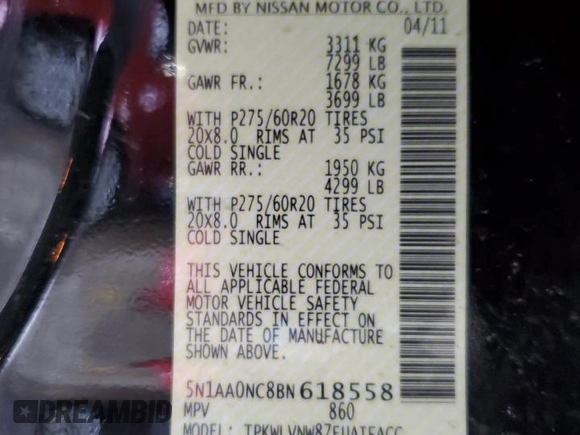 MFD BY NISSAN MOTOR CO., LTD.
DATE: 04/11
GVWR: 3311 KG
7299 LB
GAWR FR.: 1678 KG
3699 LB
WITH P275/60R20 TIRES
20X8.0 RIMS AT 35 PSI
COLD SINGLE
GAWR RR.: 1950 KG
4299 LB
WITH P275/60R20 TIRES
20X8.0 RIMS AT 35 PSI
COLD SINGLE
THIS VEHICLE CONFORMS TO
ALL APPLICABLE FEDERAL
MOTOR VEHICLE SAFETY
STANDARDS IN EFFECT ON
THE DATE OF MANUFACTURE
SHOWN ABOVE.
5N1AA0NC8BN618558
MPV 860
MODEL:
DREAMBID